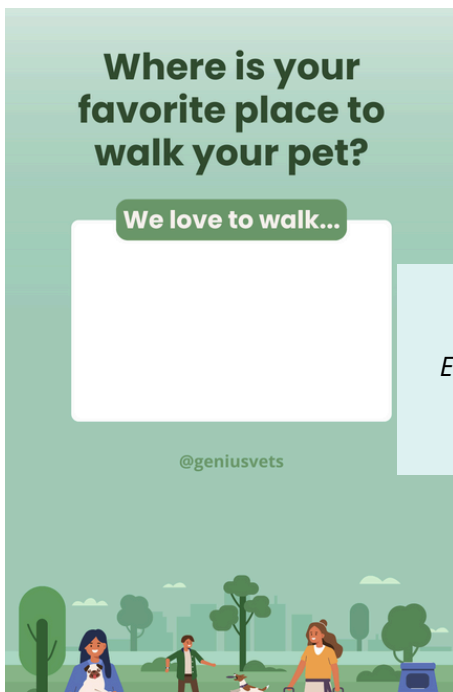 Where is your
favorite place to
walk your pet?
We love to walk...
E
@geniusvets